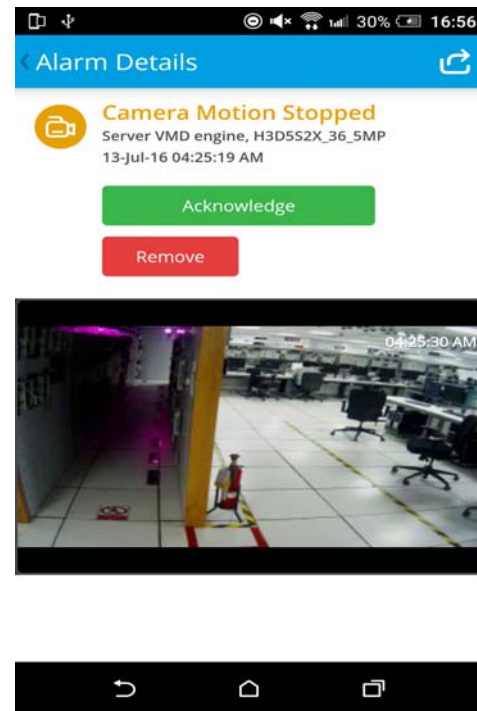 30% 16:56
Alarm Details
Camera Motion Stopped
Server VMD engine, H3D5S2X_36_5MP
13-Jul-16 04:25:19 AM
Acknowledge
Remove
04:25:30 AM